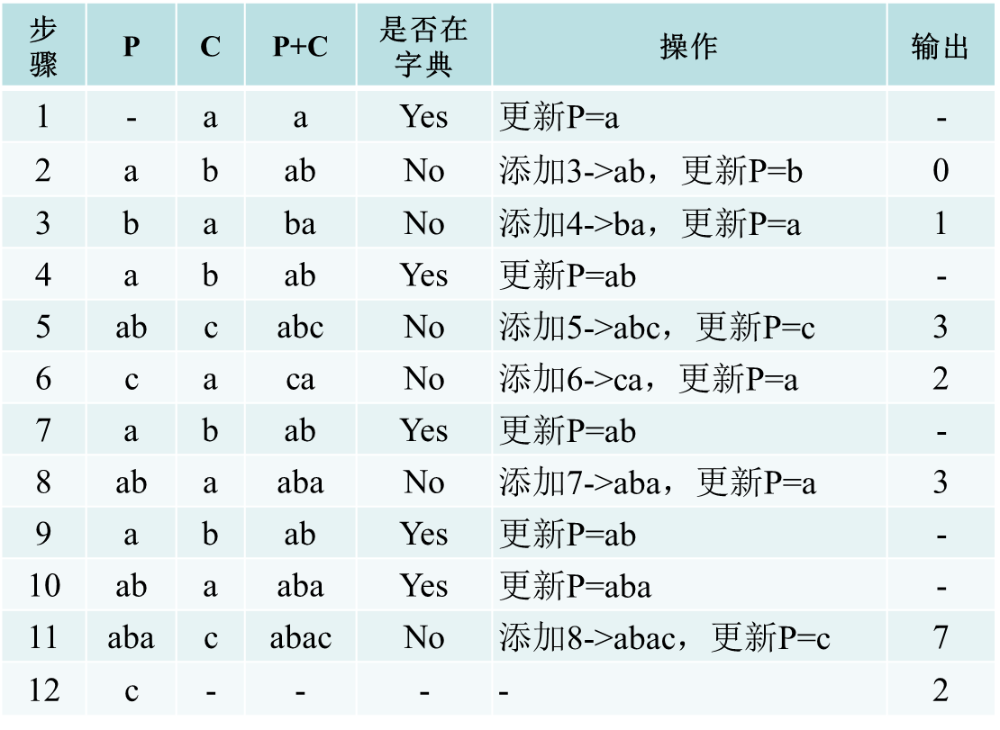 步骤 P C P+C 是否在字典 操作 输出
1 - a a Yes 更新P=a -
2 a b ab No 添加3->ab，更新P=b 0
3 b a ba No 添加4->ba，更新P=a 1
4 a b ab Yes 更新P=ab -
5 ab c abc No 添加5->abc，更新P=c 3
6 c a ca No 添加6->ca，更新P=a 2
7 a b ab Yes 更新P=ab -
8 ab a aba No 添加7->aba，更新P=a 3
9 a b ab Yes 更新P=ab -
10 ab a aba Yes 更新P=aba -
11 aba c abac No 添加8->abac，更新P=c 7
12 c - - - - 2